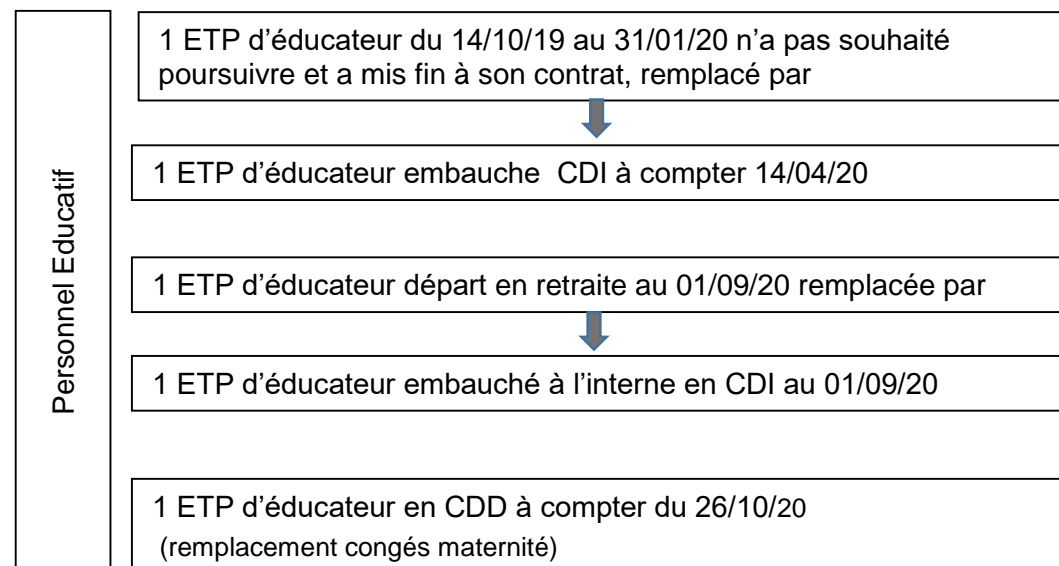 Personnel Educatif
1 ETP d’éducateur du 14/10/19 au 31/01/20 n’a pas souhaité
poursuivre et a mis fin à son contrat, remplacé par
1 ETP d’éducateur embauche  CDI à compter 14/04/20
1 ETP d’éducateur départ en retraite au 01/09/20 remplacée par
1 ETP d’éducateur embauché à l’interne en CDI au 01/09/20
1 ETP d’éducateur en CDD à compter du 26/10/20
(remplacement congés maternité)